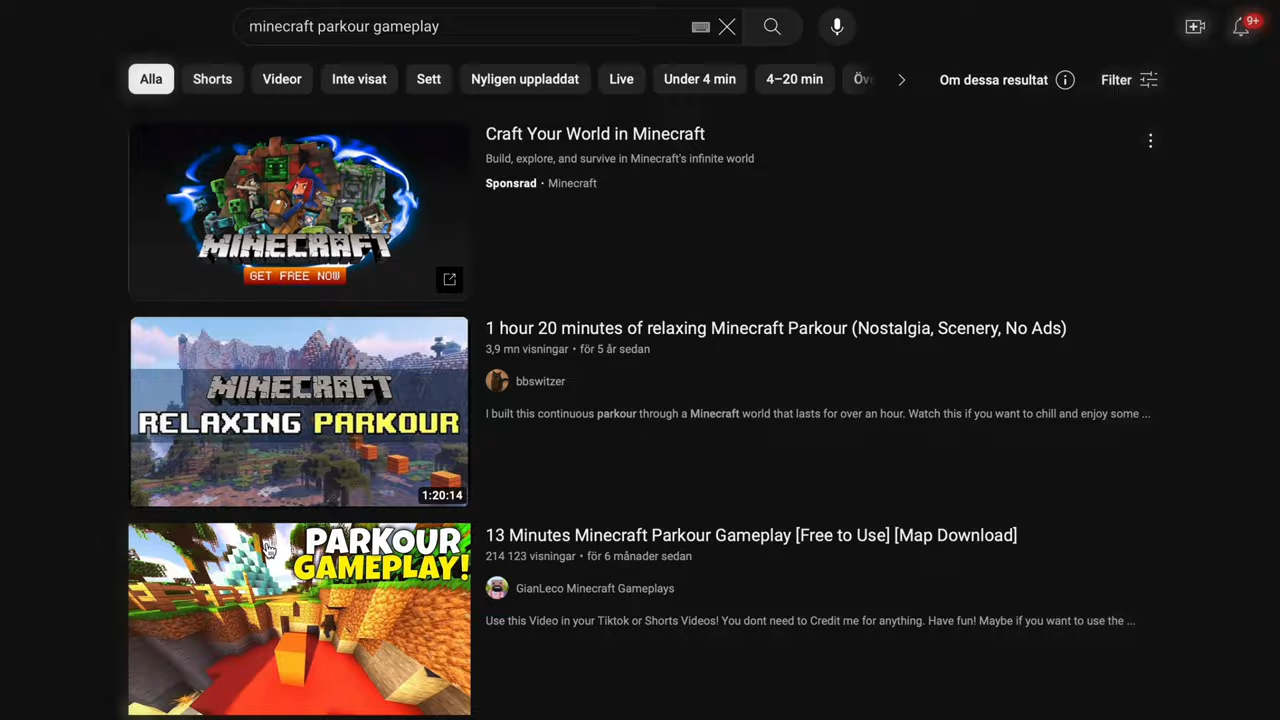 minecraft parkour gameplay
9+
Alla
Shorts
Videor
Inte visat
Sett
Nyligen uppladdat
Live
Under 4 min
4–20 min
Öve
Om dessa resultat
Filter
MINECRAFT
GET FREE NOW
Craft Your World in Minecraft
Build, explore, and survive in Minecraft's infinite world
Sponsrad · Minecraft
MINECRAFT
RELAXING PARKOUR
1:20:14
1 hour 20 minutes of relaxing Minecraft Parkour (Nostalgia, Scenery, No Ads)
3,9 mn visningar • för 5 år sedan
bbswitzer
I built this continuous parkour through a Minecraft world that lasts for over an hour. Watch this if you want to chill and enjoy some ...
PARKOUR
GAMEPLAY!
13 Minutes Minecraft Parkour Gameplay [Free to Use] [Map Download]
214 123 visningar • för 6 månader sedan
GianLeco Minecraft Gameplays
Use this Video in your Tiktok or Shorts Videos! You dont need to Credit me for anything. Have fun! Maybe if you want to use the ...